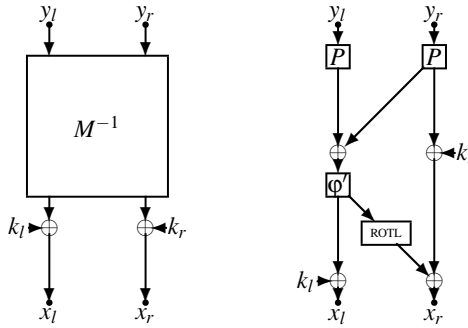 y_l y_r y_l y_r
P P
M^{-1}
k
φ'
k_l k_r ROTL
k_l
x_l x_r x_l x_r